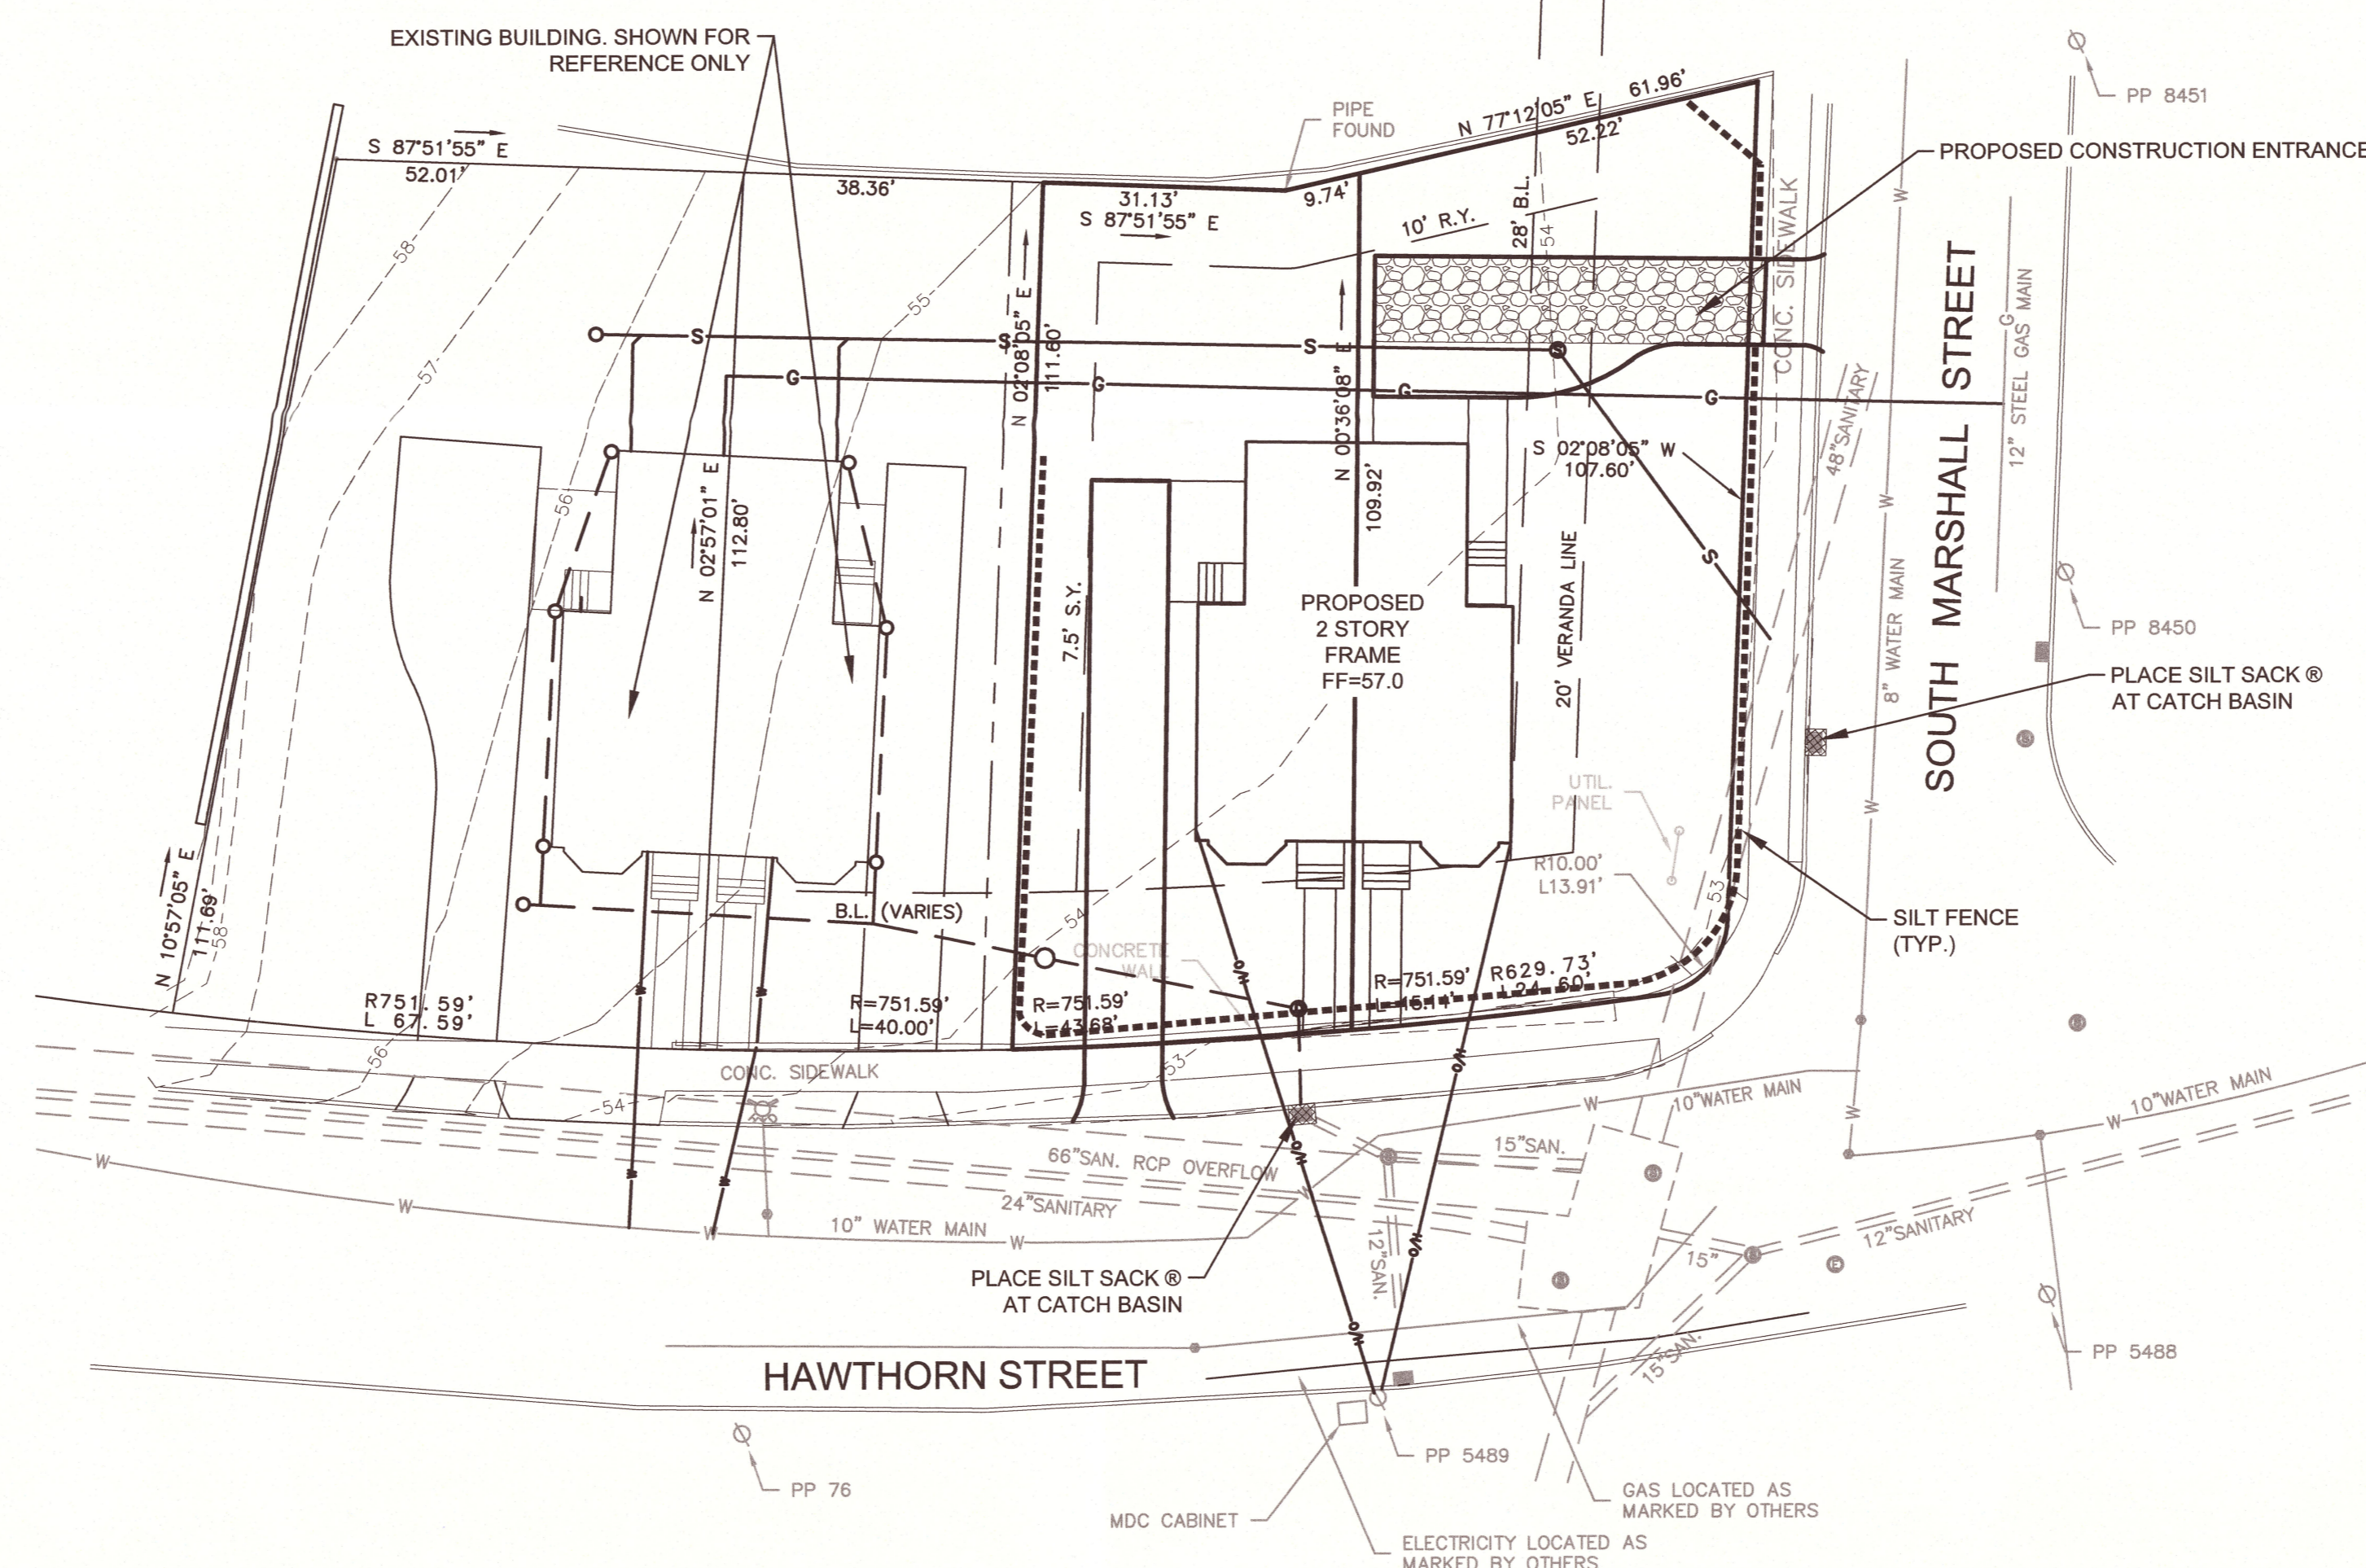 EXISTING BUILDING. SHOWN FOR
REFERENCE ONLY
PIPE
FOUND
N 77°12'05" E
61.96'
52.22'
PP 8451
S 87°51'55" E
52.01'
38.36'
31.13'
S 87°51'55" E
9.74'
10' R.Y.
28' B.L.
54
PROPOSED CONSTRUCTION ENTRANCE
CONC. SIDEWALK
58
57
56
55
N 02°08'05" E
111.60'
N 00°36'08" E
109.92'
S
S
S
S
G
G
G
G
G
S 02°08'05" W
107.60'
48"SANITARY
SOUTH MARSHALL STREET
12" STEEL GAS MAIN
8" WATER MAIN
W
W
W
W
N 02°57'01" E
112.80'
7.5' S.Y.
PROPOSED
2 STORY
FRAME
FF=57.0
20' VERANDA LINE
PP 8450
PLACE SILT SACK ®
AT CATCH BASIN
UTIL.
PANEL
R10.00'
L13.91'
53
SILT FENCE
(TYP.)
N 10°57'05" E
111.69'
58
B.L. (VARIES)
54
CONCRETE
WALL
R751.59'
L 67.59'
R=751.59'
L=40.00'
R=751.59'
L=43.68'
R=751.59'
L=45.11'
R629.73'
L24.60'
56
54
53
CONC. SIDEWALK
W
W
W
W
O/W
O/W
O/W
O/W
O/W
10"WATER MAIN
W
10"WATER MAIN
W
66"SAN. RCP OVERFLOW
15"SAN.
24"SANITARY
W
W
10" WATER MAIN
W
W
12"SAN.
15"
12"SANITARY
15"SAN.
PLACE SILT SACK ®
AT CATCH BASIN
HAWTHORN STREET
PP 5488
PP 5489
PP 76
MDC CABINET
GAS LOCATED AS
MARKED BY OTHERS
ELECTRICITY LOCATED AS
MARKED BY OTHERS